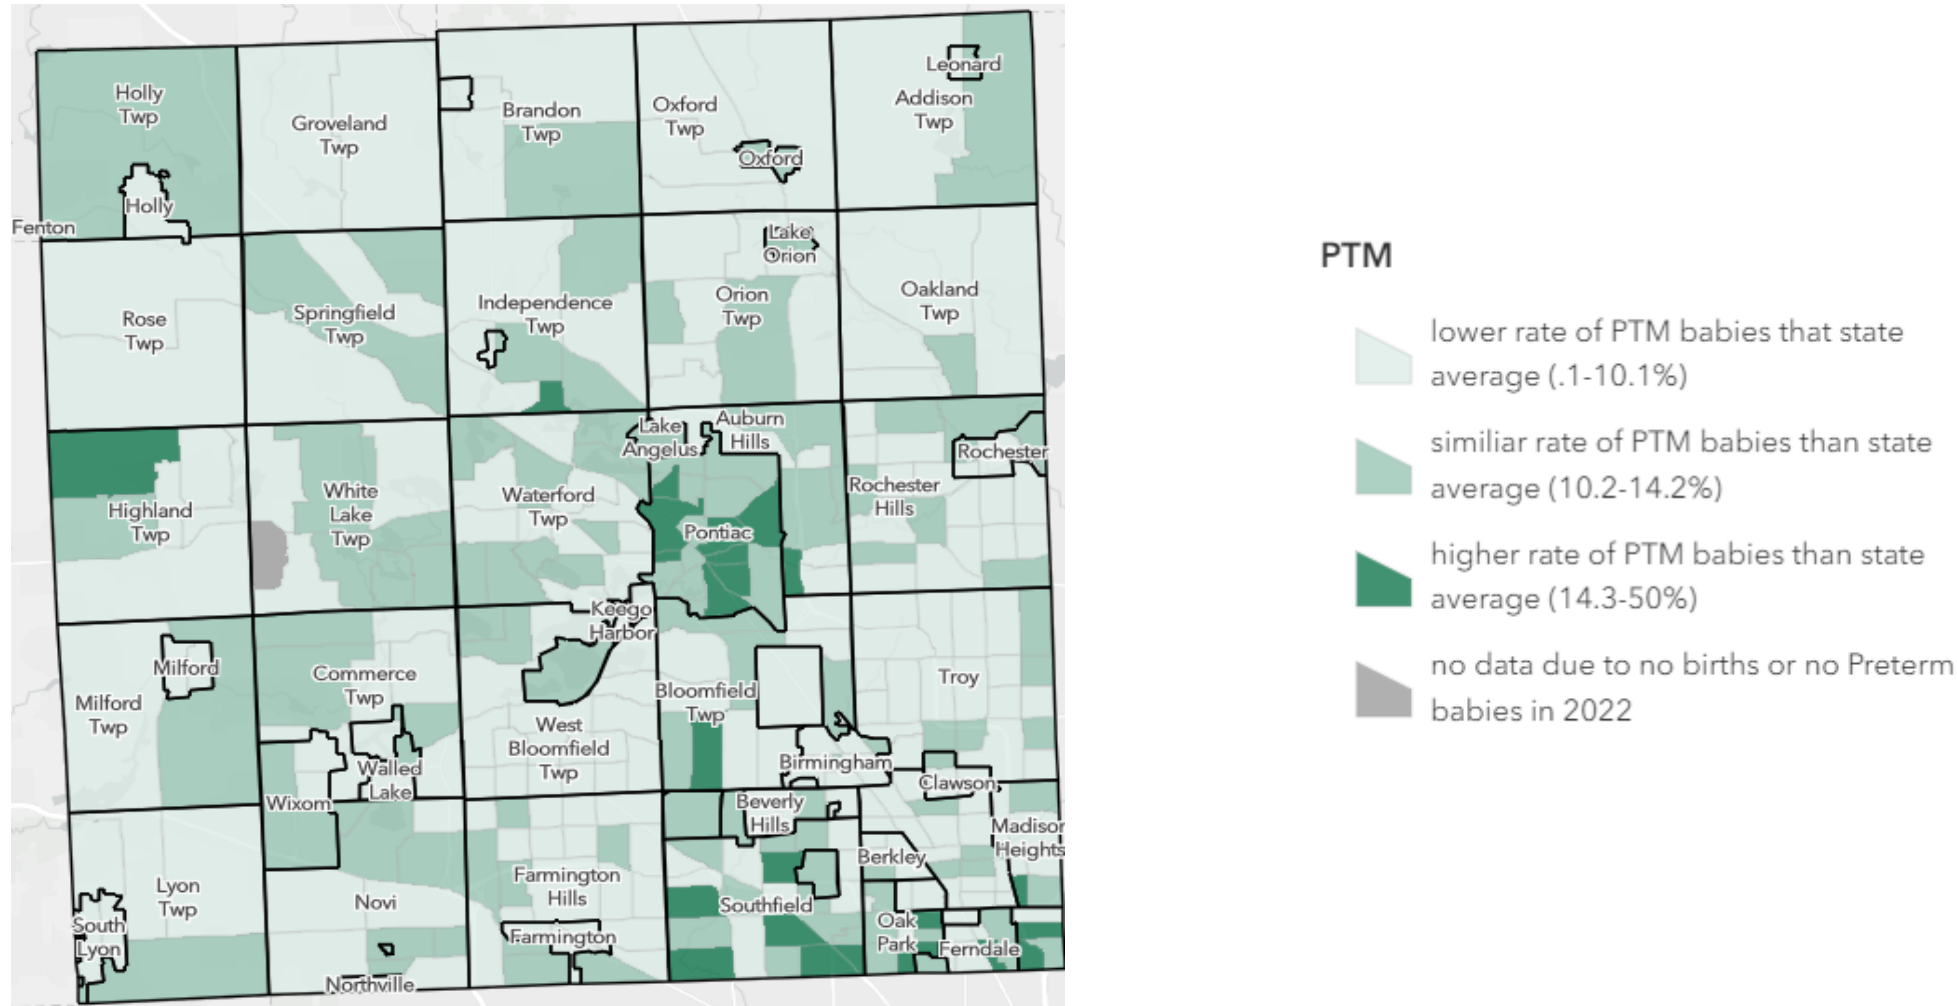 Holly
Twp
Groveland
Twp
Brandon
Twp
Oxford
Twp
Oxford
Leonard
Addison
Twp
Holly
Fenton
Rose
Twp
Springfield
Twp
Independence
Twp
Lake
Orion
Orion
Twp
Oakland
Twp
Highland
Twp
White
Lake
Twp
Waterford
Twp
Lake
Angelus
Auburn
Hills
Pontiac
Rochester
Hills
Rochester
Keego
Harbor
Milford
Milford
Twp
Commerce
Twp
Walled
Lake
Wixom
West
Bloomfield
Twp
Bloomfield
Twp
Troy
Birmingham
Clawson
Beverly
Hills
Berkley
Madison
Heights
Lyon
Twp
South
Lyon
Novi
Northville
Farmington
Hills
Farmington
Southfield
Oak
Park
Ferndale
PTM
lower rate of PTM babies that state
average (.1-10.1%)
similiar rate of PTM babies than state
average (10.2-14.2%)
higher rate of PTM babies than state
average (14.3-50%)
no data due to no births or no Preterm
babies in 2022